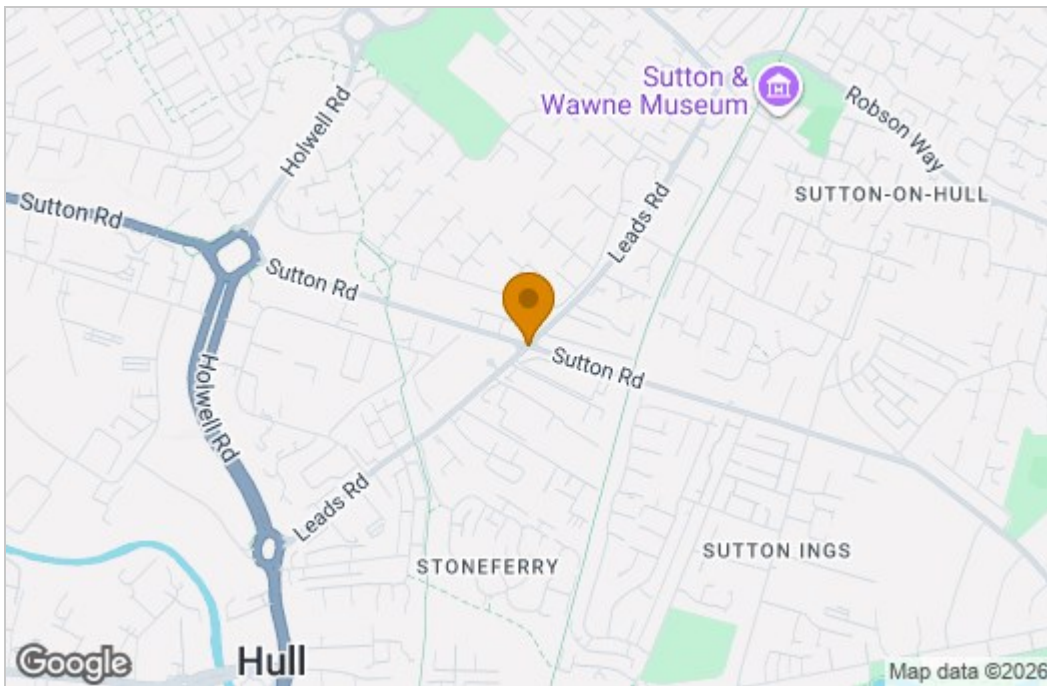 Holwell Rd
Sutton &
Wawne Museum
Robson Way
Sutton Rd
SUTTON-ON-HULL
Leads Rd
Sutton Rd
Sutton Rd
Holwell Rd
Leads Rd
STONEFERRY
SUTTON INGS
Hull
Google
Map data ©2026